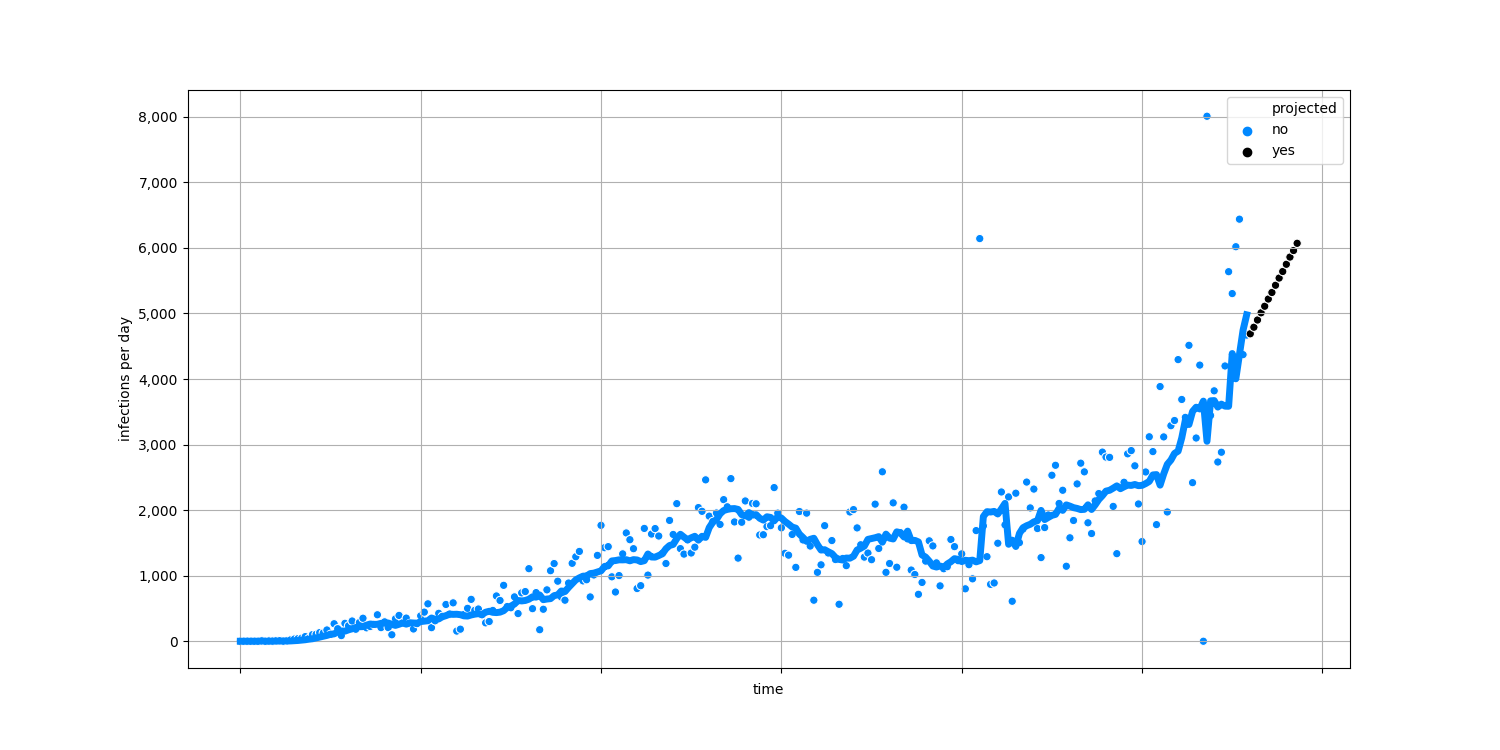 8,000
7,000
6,000
5,000
4,000
3,000
2,000
1,000
0
infections per day
time
projected
no
yes